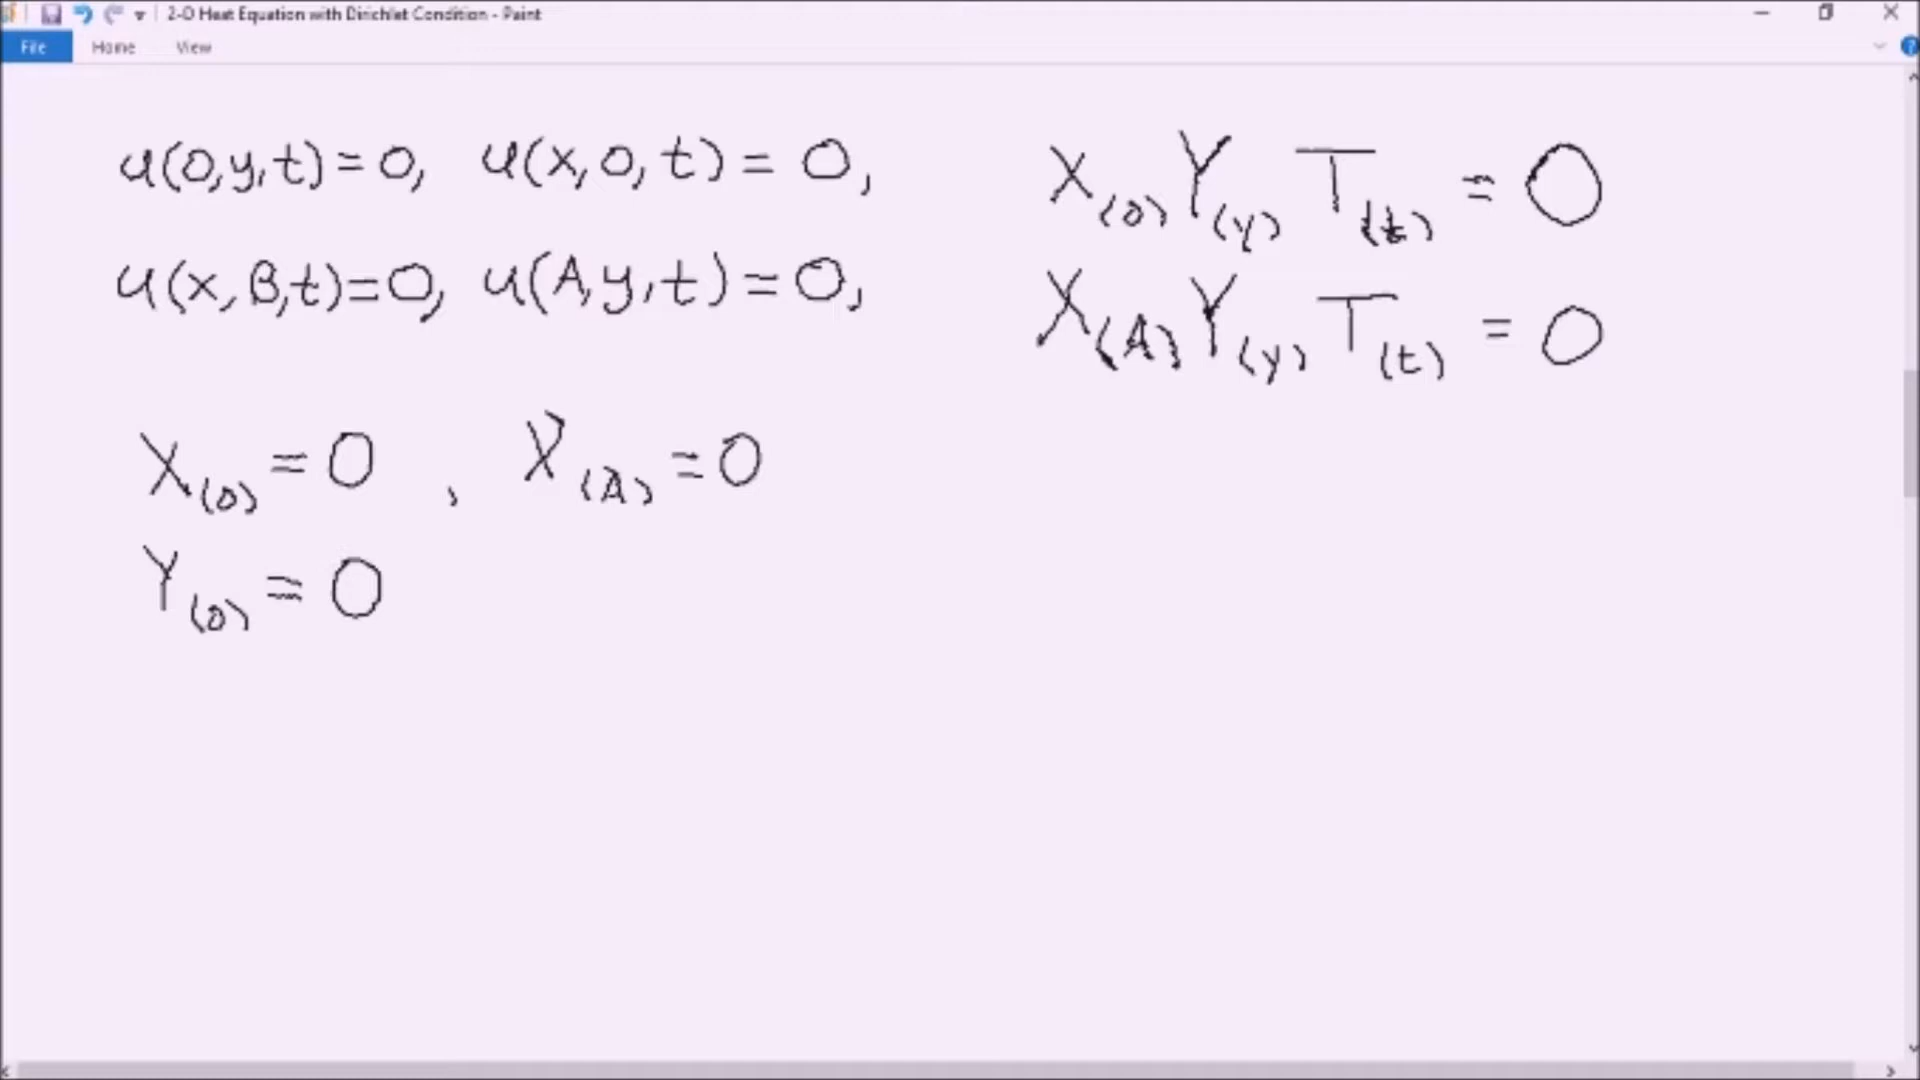 2-D Heat Equation with Dirichlet Condition - Paint
File Home View
u(0,y,t)=0, u(x,0,t)=0,
u(x,B,t)=0, u(A,y,t)=0,
X(0)Y(y)T(t)=0
X(A)Y(y)T(t)=0
X(0)=0, X(A)=0
Y(0)=0